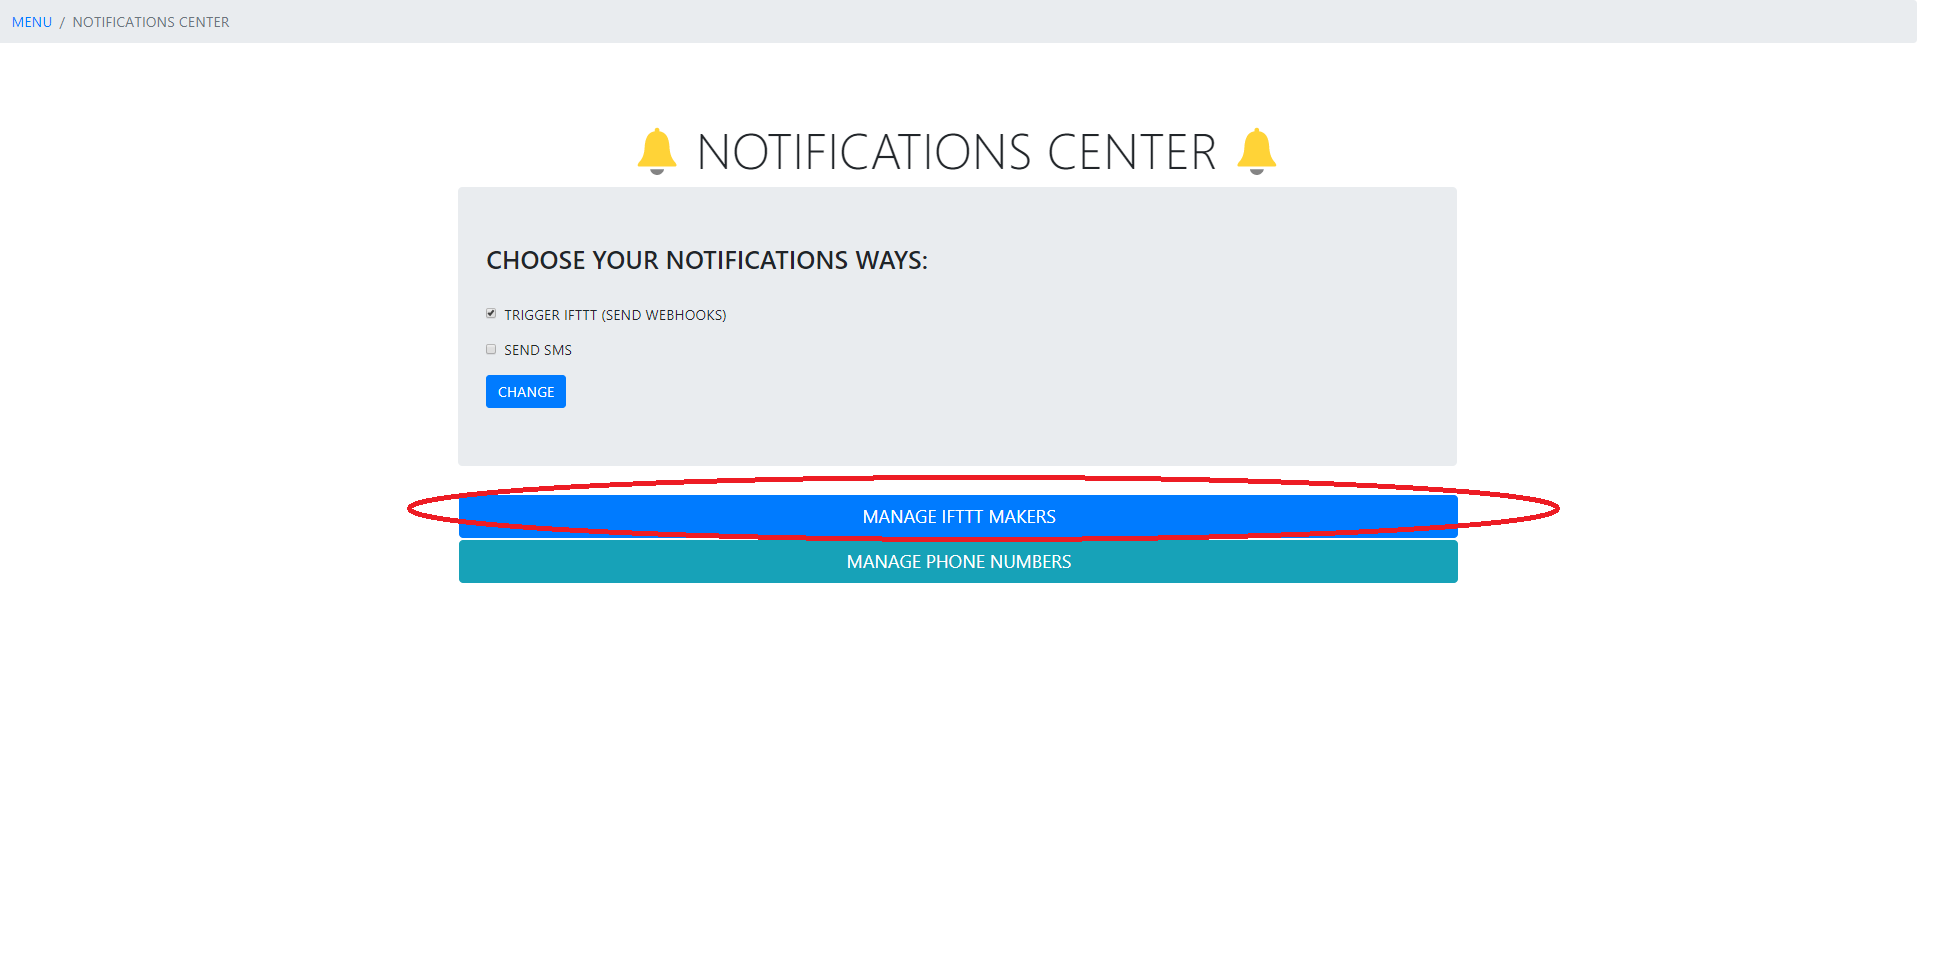 MENU / NOTIFICATIONS CENTER
NOTIFICATIONS CENTER
CHOOSE YOUR NOTIFICATIONS WAYS:
TRIGGER IFTTT (SEND WEBHOOKS)
SEND SMS
CHANGE
MANAGE IFTTT MAKERS
MANAGE PHONE NUMBERS